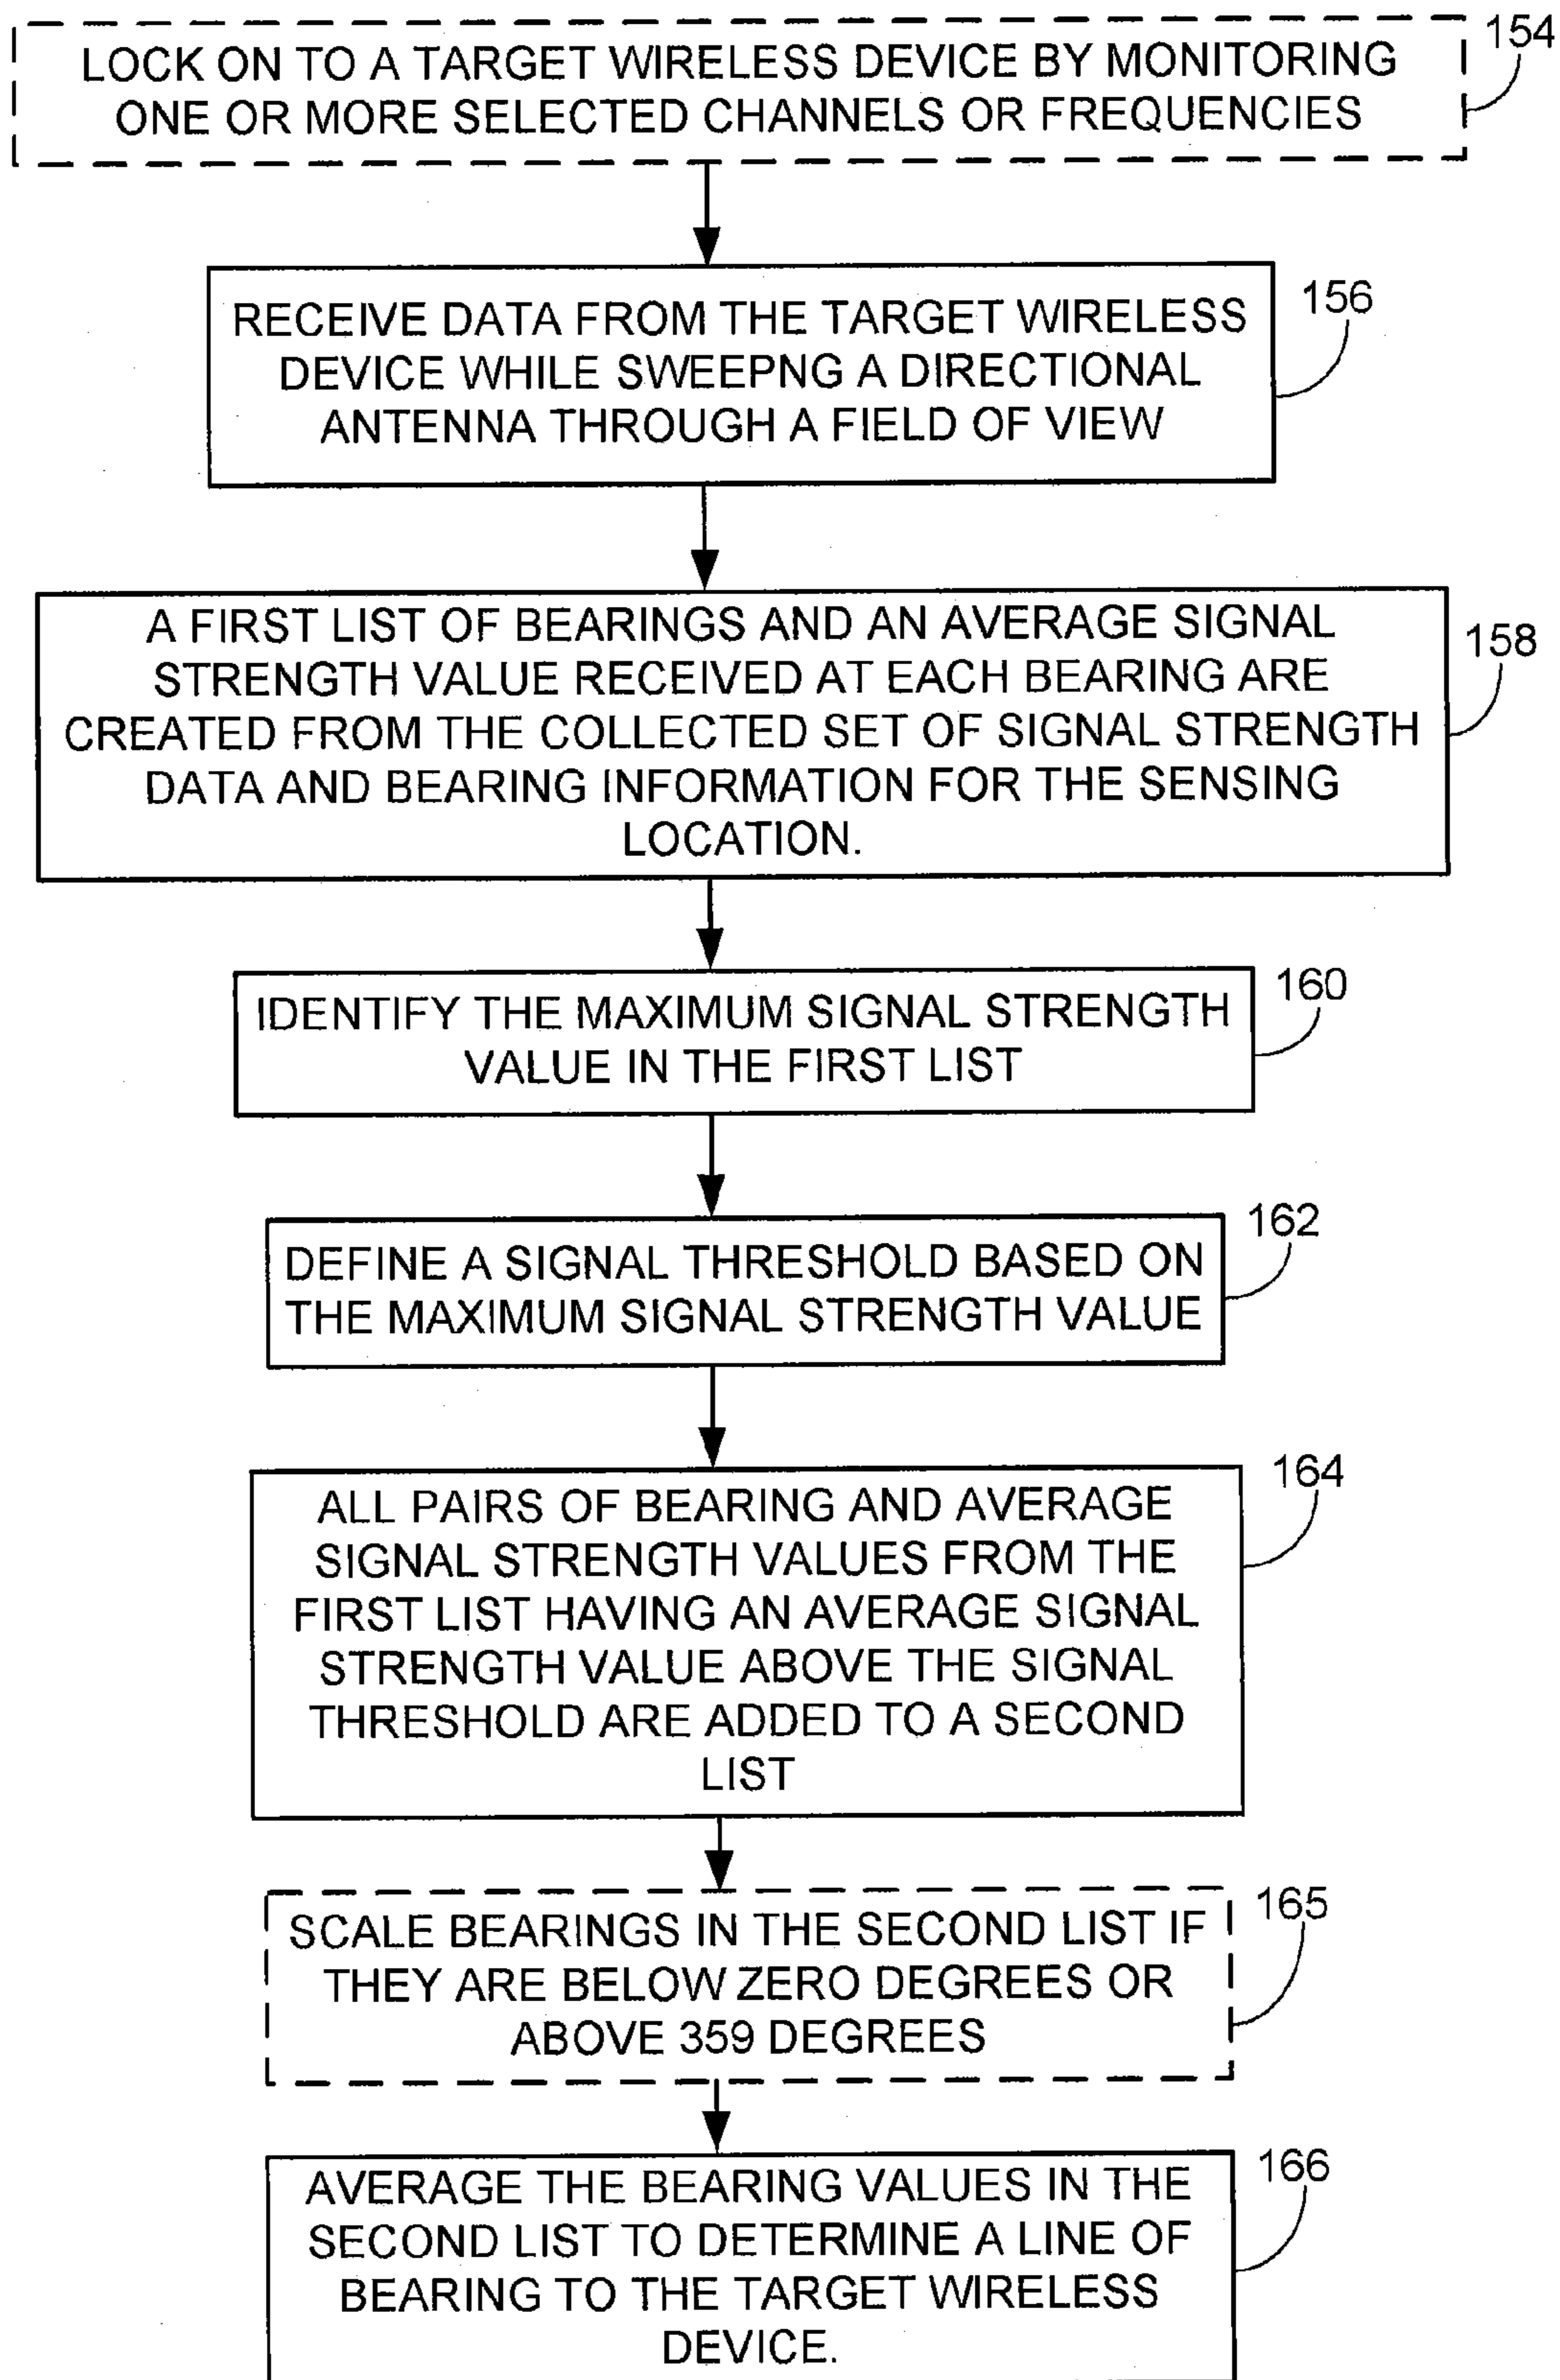 154
LOCK ON TO A TARGET WIRELESS DEVICE BY MONITORING
ONE OR MORE SELECTED CHANNELS OR FREQUENCIES
156
RECEIVE DATA FROM THE TARGET WIRELESS
DEVICE WHILE SWEEPNG A DIRECTIONAL
ANTENNA THROUGH A FIELD OF VIEW
158
A FIRST LIST OF BEARINGS AND AN AVERAGE SIGNAL
STRENGTH VALUE RECEIVED AT EACH BEARING ARE
CREATED FROM THE COLLECTED SET OF SIGNAL STRENGTH
DATA AND BEARING INFORMATION FOR THE SENSING
LOCATION.
160
IDENTIFY THE MAXIMUM SIGNAL STRENGTH
VALUE IN THE FIRST LIST
162
DEFINE A SIGNAL THRESHOLD BASED ON
THE MAXIMUM SIGNAL STRENGTH VALUE
164
ALL PAIRS OF BEARING AND AVERAGE
SIGNAL STRENGTH VALUES FROM THE
FIRST LIST HAVING AN AVERAGE SIGNAL
STRENGTH VALUE ABOVE THE SIGNAL
THRESHOLD ARE ADDED TO A SECOND
LIST
165
SCALE BEARINGS IN THE SECOND LIST IF
THEY ARE BELOW ZERO DEGREES OR
ABOVE 359 DEGREES
166
AVERAGE THE BEARING VALUES IN THE
SECOND LIST TO DETERMINE A LINE OF
BEARING TO THE TARGET WIRELESS
DEVICE.